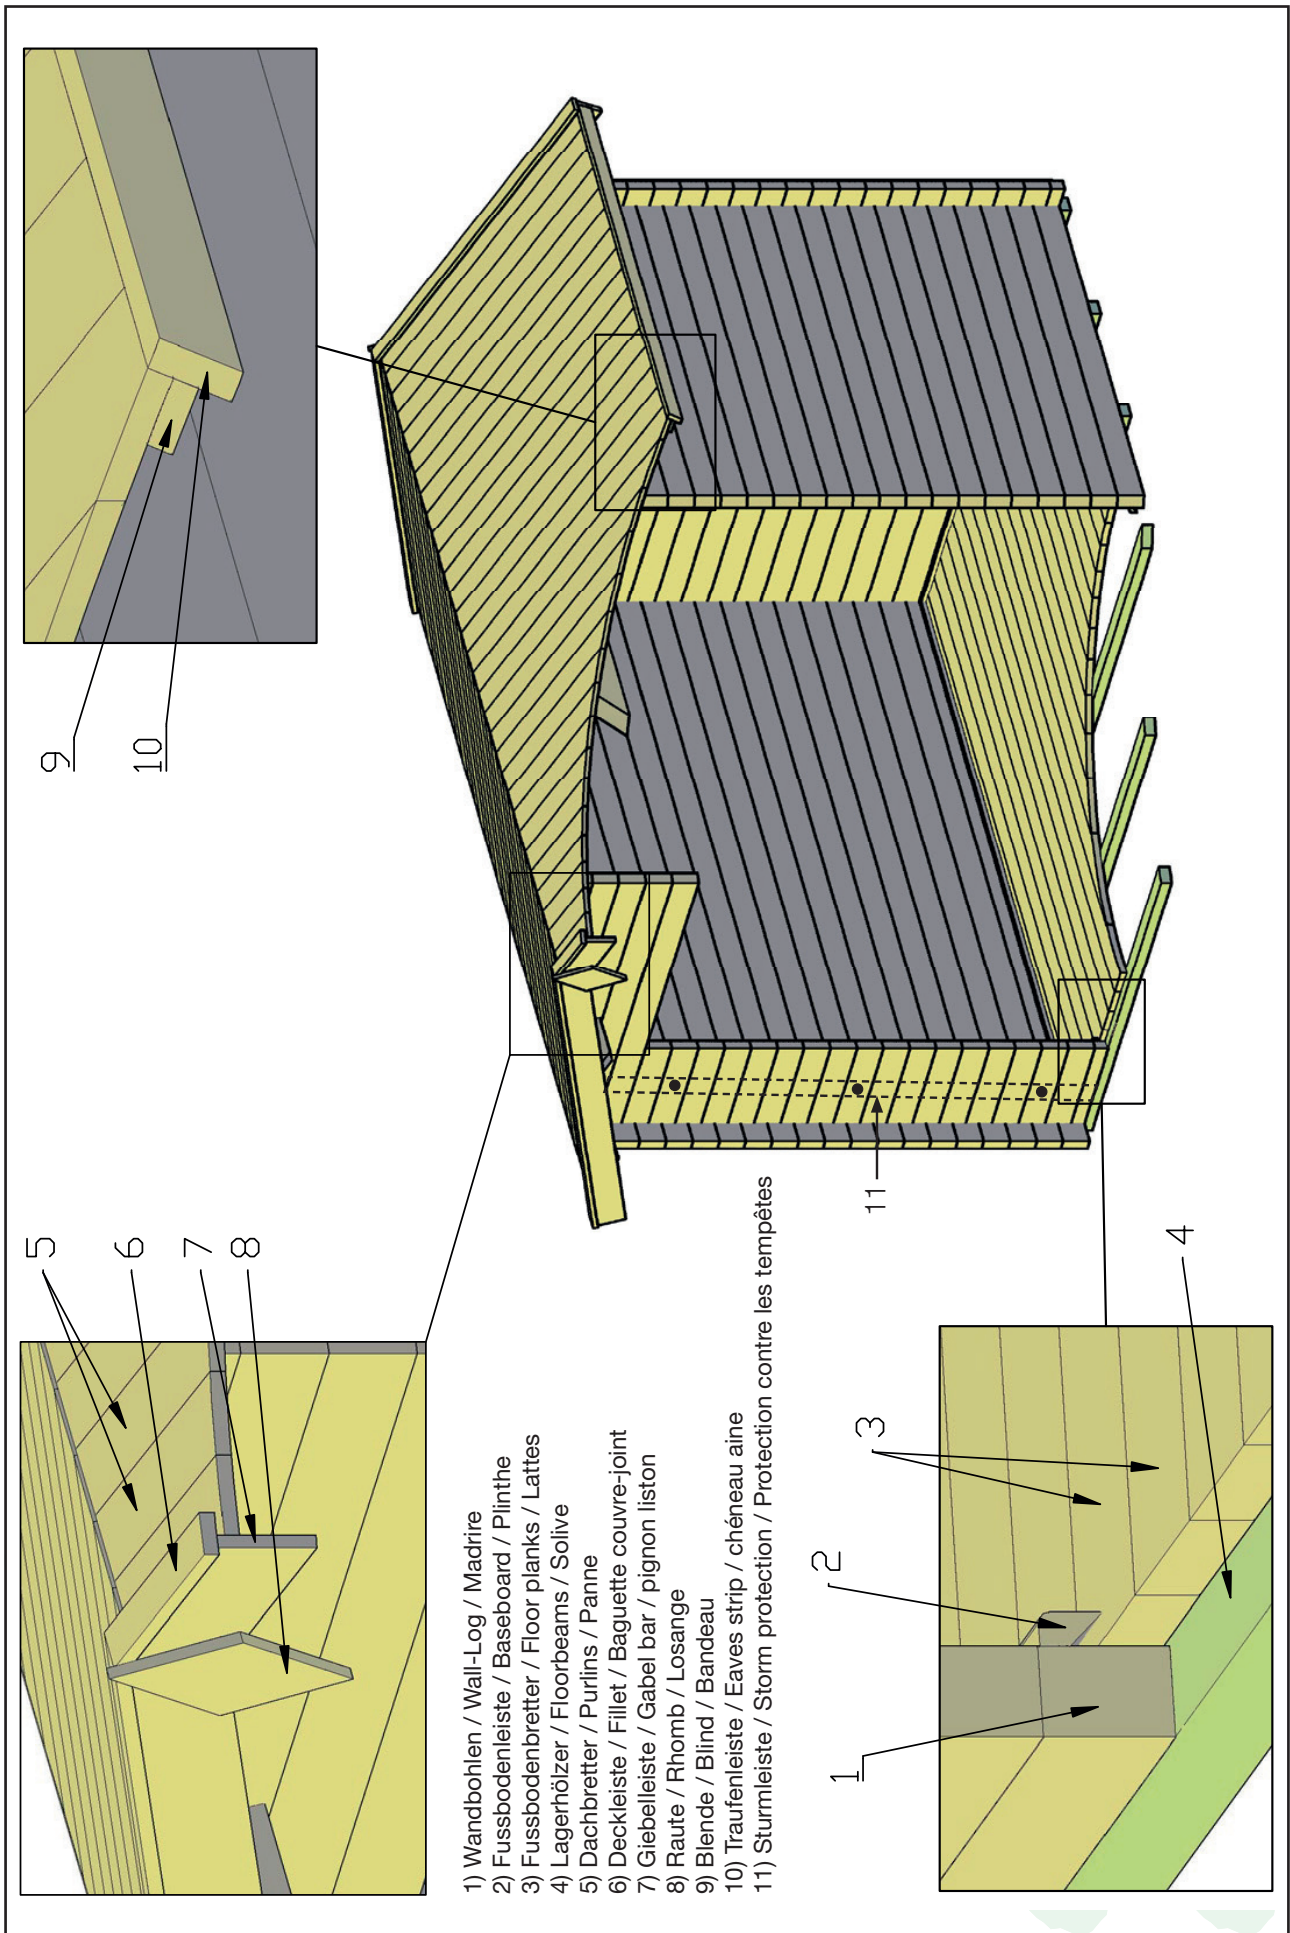 9
10
5
6
7
8
11
1) Wandbohlen / Wall-Log / Madrire
2) Fussbodenleiste / Baseboard / Plinthe
3) Fussbodenbretter / Floor planks / Lattes
4) Lagerhölzer / Floorbeams / Solive
5) Dachbretter / Purlins / Panne
6) Deckleiste / Fillet / Baguette couvre-joint
7) Giebelleiste / Gabel bar / pignon liston
8) Raute / Rhomb / Losange
9) Blende / Blind / Bandeau
10) Traufenleiste / Eaves strip / chéneau aine
11) Sturmleiste / Storm protection / Protection contre les tempêtes
1
2
3
4